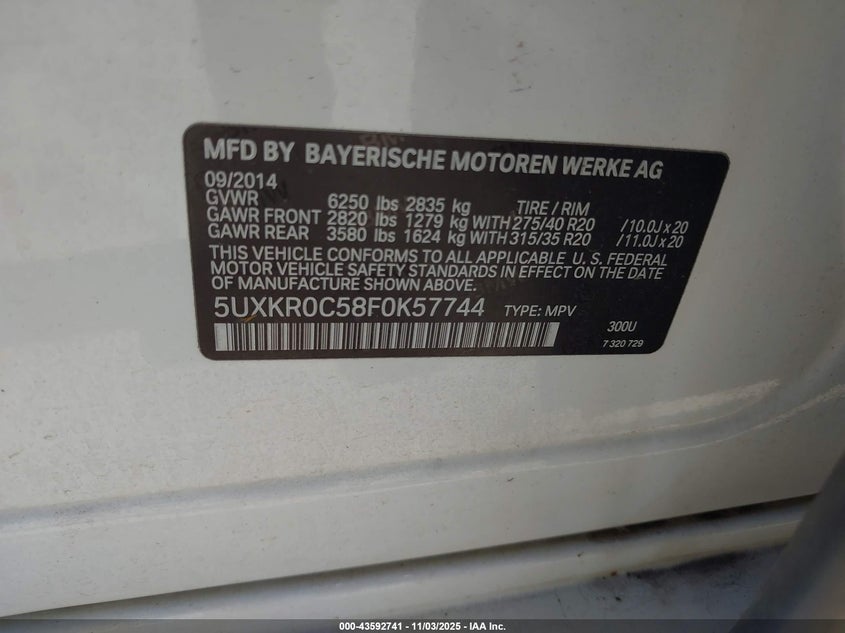 MFD BY BAYERISCHE MOTOREN WERKE AG
09/2014
GVWR 6250 lbs 2835 kg TIRE / RIM
GAWR FRONT 2820 lbs 1279 kg WITH 275/40 R20 /10.0J x 20
GAWR REAR 3580 lbs 1624 kg WITH 315/35 R20 /11.0J x 20
THIS VEHICLE CONFORMS TO ALL APPLICABLE U. S. FEDERAL
MOTOR VEHICLE SAFETY STANDARDS IN EFFECT ON THE DATE
OF MANUFACTURE SHOWN ABOVE.
5UXKR0C58F0K57744 TYPE: MPV
300U
7 320 729
000-43592741 - 11/03/2025 - IAA Inc.